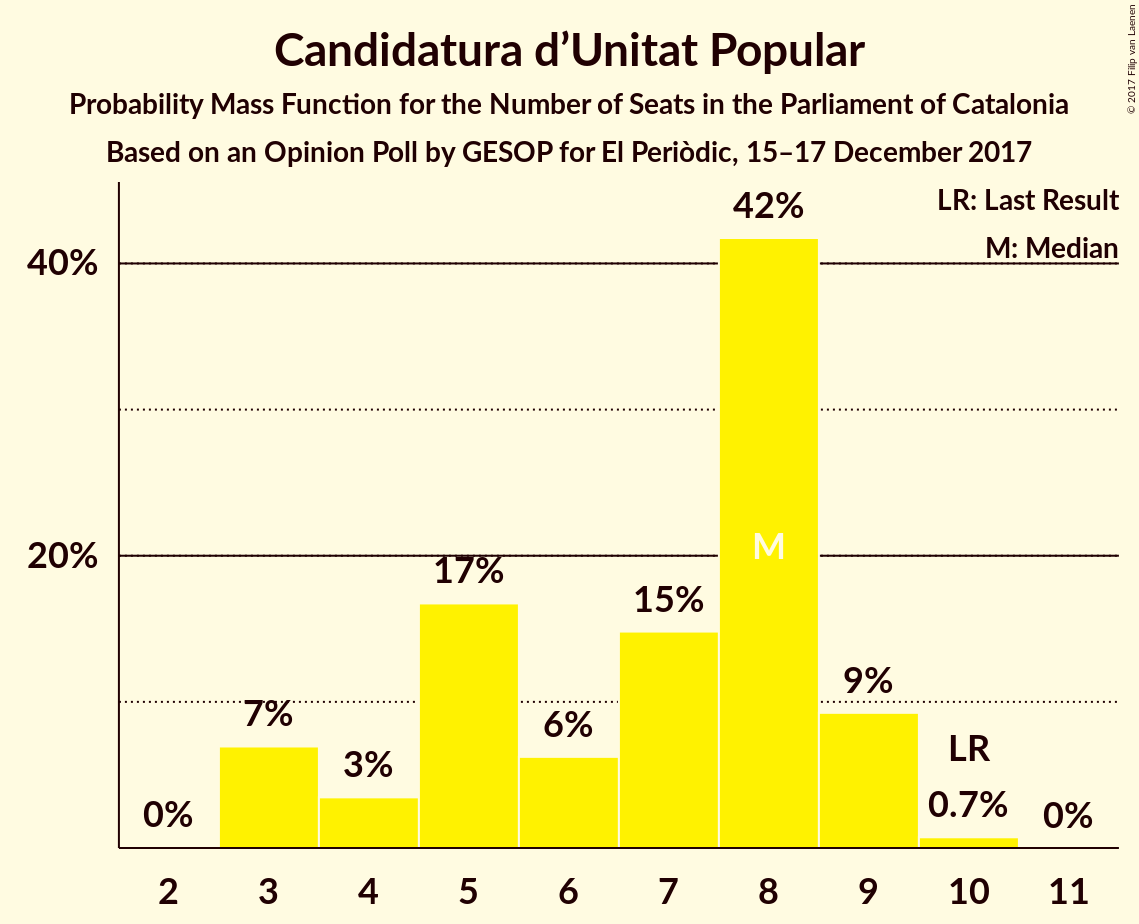 Candidatura d’Unitat Popular
Probability Mass Function for the Number of Seats in the Parliament of Catalonia
Based on an Opinion Poll by GESOP for El Periòdic, 15–17 December 2017
© 2017 Filip van Laenen
LR: Last Result
M: Median
40%
20%
0%
7%
3%
17%
6%
15%
42%
M
9%
LR
0.7%
0%
2 3 4 5 6 7 8 9 10 11